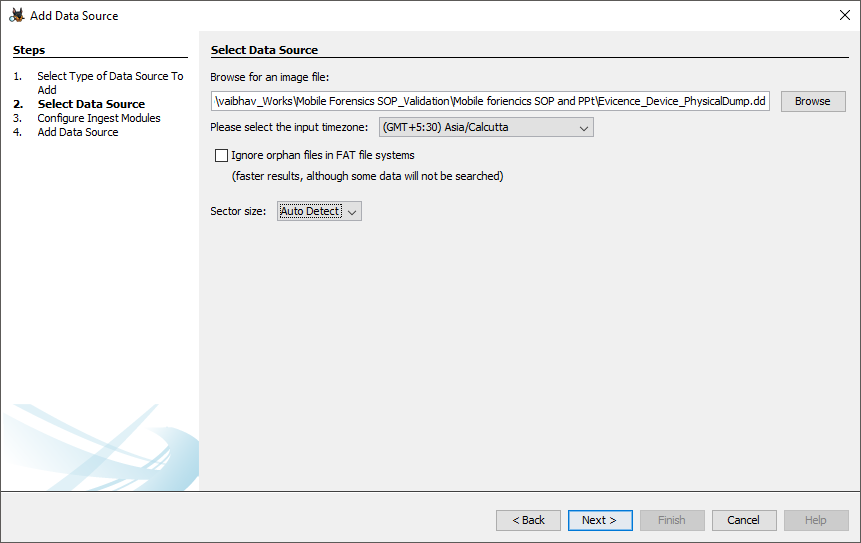 Add Data Source
Steps
1. Select Type of Data Source To
Add
2. Select Data Source
3. Configure Ingest Modules
4. Add Data Source
Select Data Source
Browse for an image file:
\vaibhav_Works\Mobile Forensics SOP_Validation\Mobile foriencics SOP and PPt\Evicence_Device_PhysicalDump.dd
Browse
Please select the input timezone: (GMT+5:30) Asia/Calcutta
Ignore orphan files in FAT file systems
(faster results, although some data will not be searched)
Sector size: Auto Detect
< Back Next > Finish Cancel Help